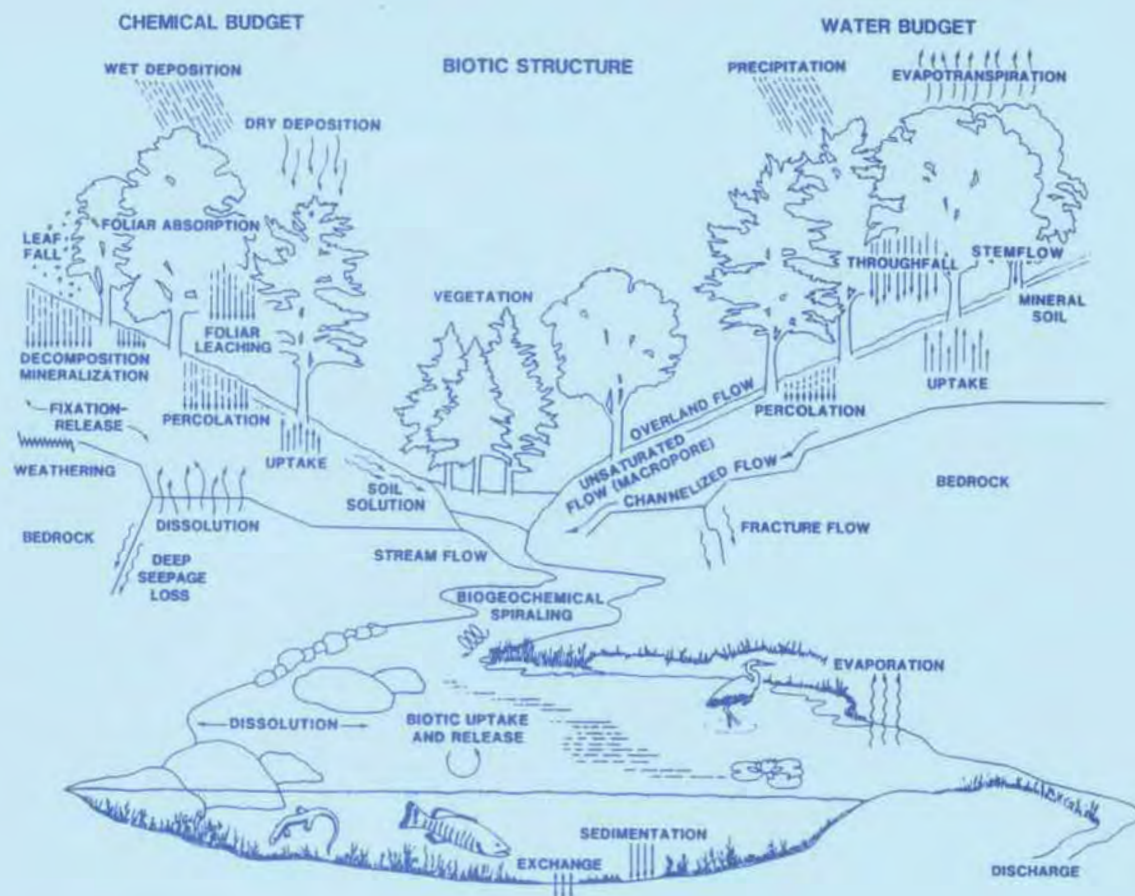 CHEMICAL BUDGET
WATER BUDGET
BIOTIC STRUCTURE
WET DEPOSITION
DRY DEPOSITION
PRECIPITATION
EVAPOTRANSPIRATION
LEAF
FALL
FOLIAR ABSORPTION
THROUGHFALL
STEMFLOW
VEGETATION
MINERAL
SOIL
FOLIAR
LEACHING
DECOMPOSITION
MINERALIZATION
PERCOLATION
UPTAKE
PERCOLATION
UPTAKE
FIXATION-
RELEASE
WEATHERING
OVERLAND FLOW
UNSATURATED
FLOW (MACROPORE)
CHANNELIZED FLOW
SOIL
SOLUTION
BEDROCK
DISSOLUTION
BEDROCK
FRACTURE FLOW
DEEP
SEEPAGE
LOSS
STREAM FLOW
BIOGEOCHEMICAL
SPIRALING
EVAPORATION
DISSOLUTION
BIOTIC UPTAKE
AND RELEASE
SEDIMENTATION
EXCHANGE
DISCHARGE